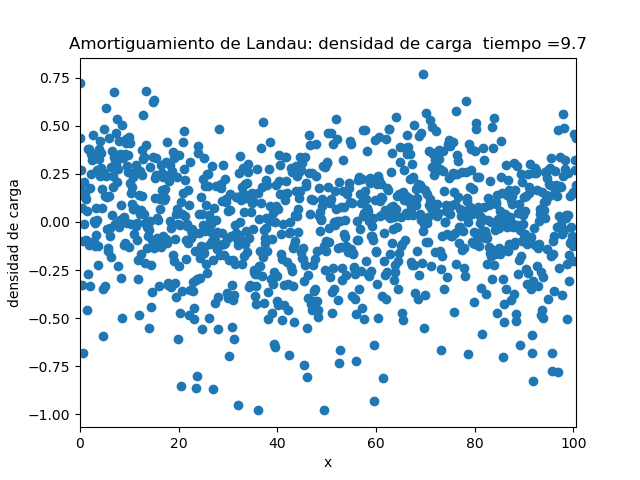 Amortiguamiento de Landau: densidad de carga  tiempo =9.7
0.75
0.50
0.25
0.00
−0.25
−0.50
−0.75
−1.00
densidad de carga
0 20 40 60 80 100
x